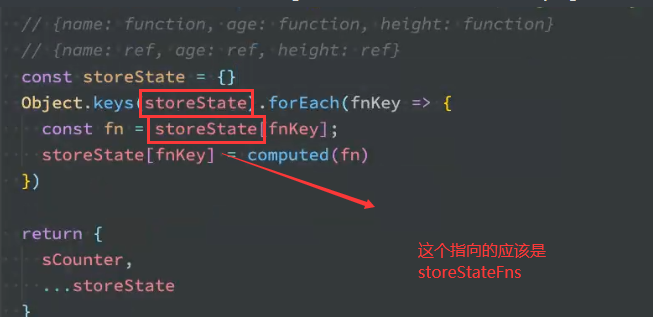 // {name: function, age: function, height: function}
// {name: ref, age: ref, height: ref}
const storeState = {}
Object.keys(storeState).forEach(fnKey => {
const fn = storeState[fnKey];
storeState[fnKey] = computed(fn)
})
return {
sCounter,
...storeState
}
这个指向的应该是
storeStateFns